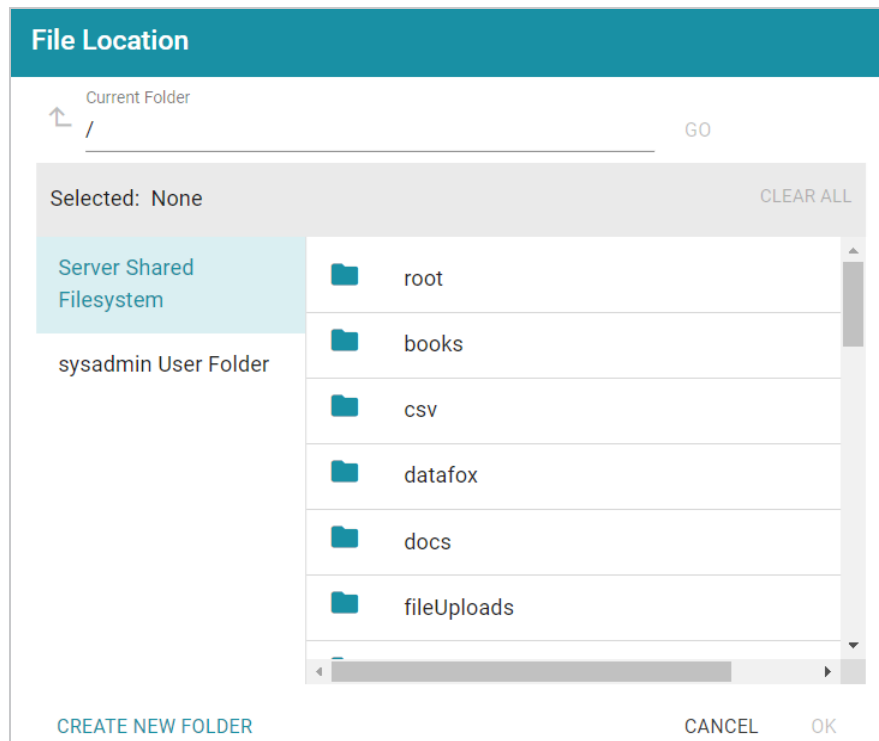 File Location
Current Folder
/
GO
Selected: None
CLEAR ALL
Server Shared
Filesystem
sysadmin User Folder
root
books
csv
datafox
docs
fileUploads
CREATE NEW FOLDER
CANCEL
OK